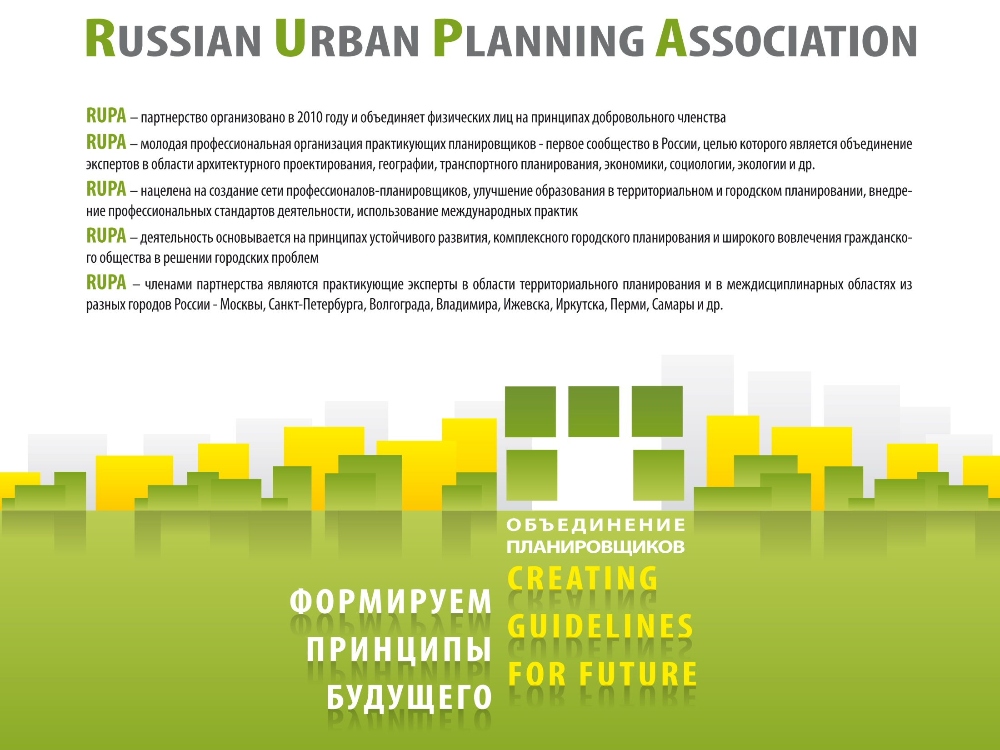 RUSSIAN URBAN PLANNING ASSOCIATION
RUPA – партнерство организовано в 2010 году и объединяет физических лиц на принципах добровольного членства
RUPA – молодая профессиональная организация практикующих планировщиков - первое сообщество в России, целью которого является объединение
экспертов в области архитектурного проектирования, географии, транспортного планирования, экономики, социологии, экологии и др.
RUPA – нацелена на создание сети профессионалов-планировщиков, улучшение образования в территориальном и городском планировании, внедре-
ние профессиональных стандартов деятельности, использование международных практик
RUPA – деятельность основывается на принципах устойчивого развития, комплексного городского планирования и широкого вовлечения гражданско-
го общества в решении городских проблем
RUPA – членами партнерства являются практикующие эксперты в области территориального планирования и в междисциплинарных областях из
разных городов России - Москвы, Санкт-Петербурга, Волгограда, Владимира, Ижевска, Иркутска, Перми, Самары и др.
ОБЪЕДИНЕНИЕ
ПЛАНИРОВЩИКОВ
ФОРМИРУЕМ
ПРИНЦИПЫ
БУДУЩЕГО
CREATING
GUIDELINES
FOR FUTURE